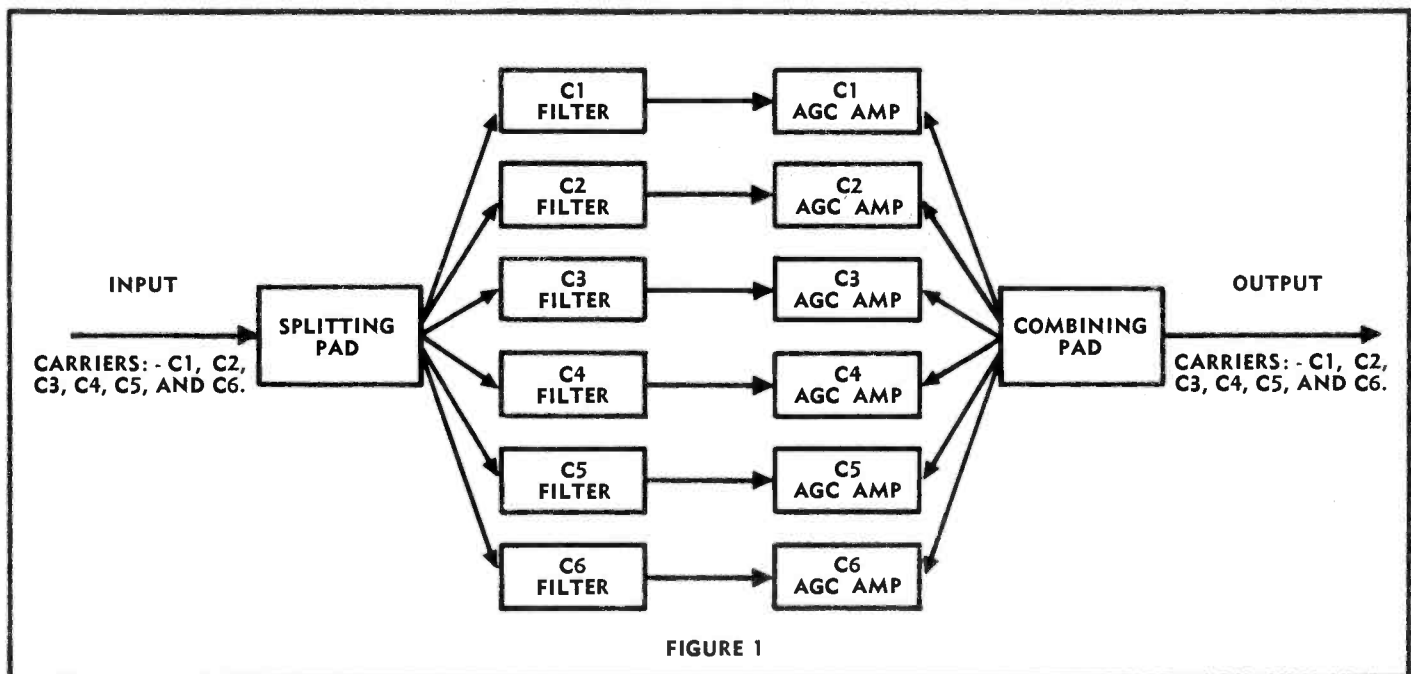 INPUT
CARRIERS: - C1, C2,
C3, C4, C5, AND C6.
SPLITTING
PAD
C1
FILTER
C2
FILTER
C3
FILTER
C4
FILTER
C5
FILTER
C6
FILTER
C1
AGC AMP
C2
AGC AMP
C3
AGC AMP
C4
AGC AMP
C5
AGC AMP
C6
AGC AMP
COMBINING
PAD
OUTPUT
CARRIERS: - C1, C2,
C3, C4, C5, AND C6.
FIGURE 1